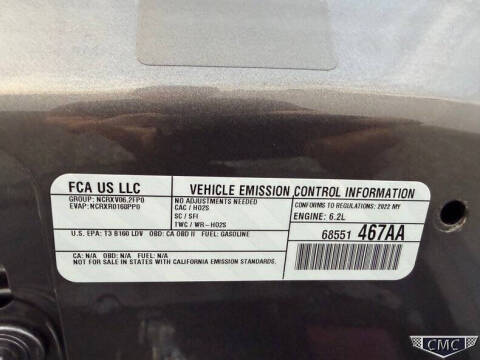 FCA US LLC
VEHICLE EMISSION CONTROL INFORMATION
GROUP: NCRXV06.2FP0
EVAP: NCRXR0160PP0
NO ADJUSTMENTS NEEDED
CAC / HO2S
SC / SFI
TWC / WR-HO2S
CONFORMS TO REGULATIONS: 2022 MY
ENGINE: 6.2L
U.S. EPA: T3 B160 LDV OBD: CA OBD II FUEL: GASOLINE
68551 467AA
CA: N/A OBD: N/A FUEL: N/A
NOT FOR SALE IN STATES WITH CALIFORNIA EMISSION STANDARDS.
CMC